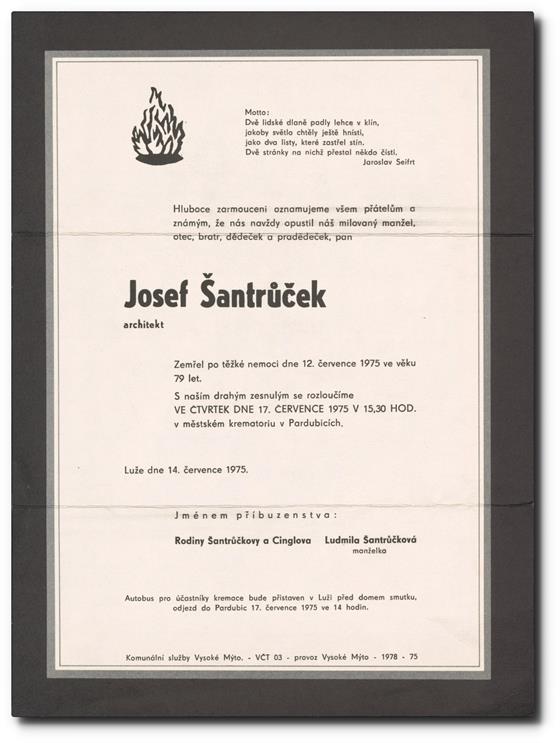 Motto:
Dvě lidské dlaně padly lehce v klín,
jakoby světlo chtěly ještě hnísti,
jako dva listy, které zastřel stín.
Dvě stránky na nichž přestal někdo čísti.
Jaroslav Seifrt
Hluboce zarmouceni oznamujeme všem přátelům a
známým, že nás navždy opustil náš milovaný manžel,
otec, bratr, dědeček a pradědeček, pan
Josef Šantrůček
architekt
Zemřel po těžké nemoci dne 12. července 1975 ve věku
79 let.
S naším drahým zesnulým se rozloučíme
VE ČTVRTEK DNE 17. ČERVENCE 1975 V 15,30 HOD.
v městském krematoriu v Pardubicích.
Luže dne 14. července 1975.
Jménem příbuzenstva:
Rodiny Šantrůčkovy a Cinglova Ludmila Šantrůčková
manželka
Autobus pro účastníky kremace bude přistaven v Luži před domem smutku,
odjezd do Pardubic 17. července 1975 ve 14 hodin.
Komunální služby Vysoké Mýto. - VČT 03 - provoz Vysoké Mýto - 1978 - 75